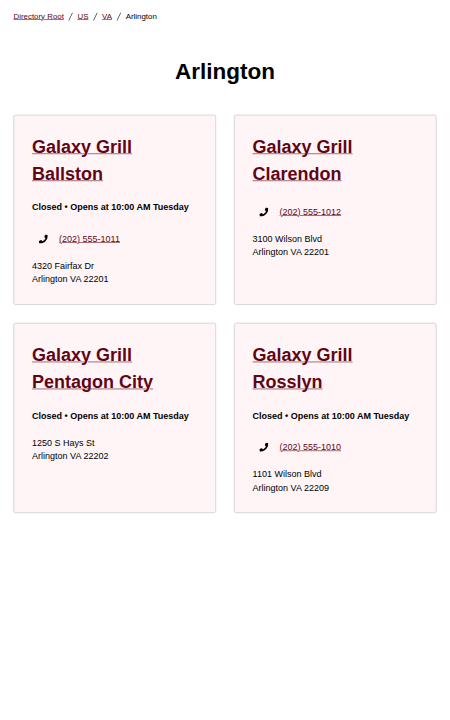 Directory Root / US / VA / Arlington
Arlington
Galaxy Grill
Ballston
Closed • Opens at 10:00 AM Tuesday
(202) 555-1011
4320 Fairfax Dr
Arlington VA 22201
Galaxy Grill
Clarendon
(202) 555-1012
3100 Wilson Blvd
Arlington VA 22201
Galaxy Grill
Pentagon City
Closed • Opens at 10:00 AM Tuesday
1250 S Hays St
Arlington VA 22202
Galaxy Grill
Rosslyn
Closed • Opens at 10:00 AM Tuesday
(202) 555-1010
1101 Wilson Blvd
Arlington VA 22209